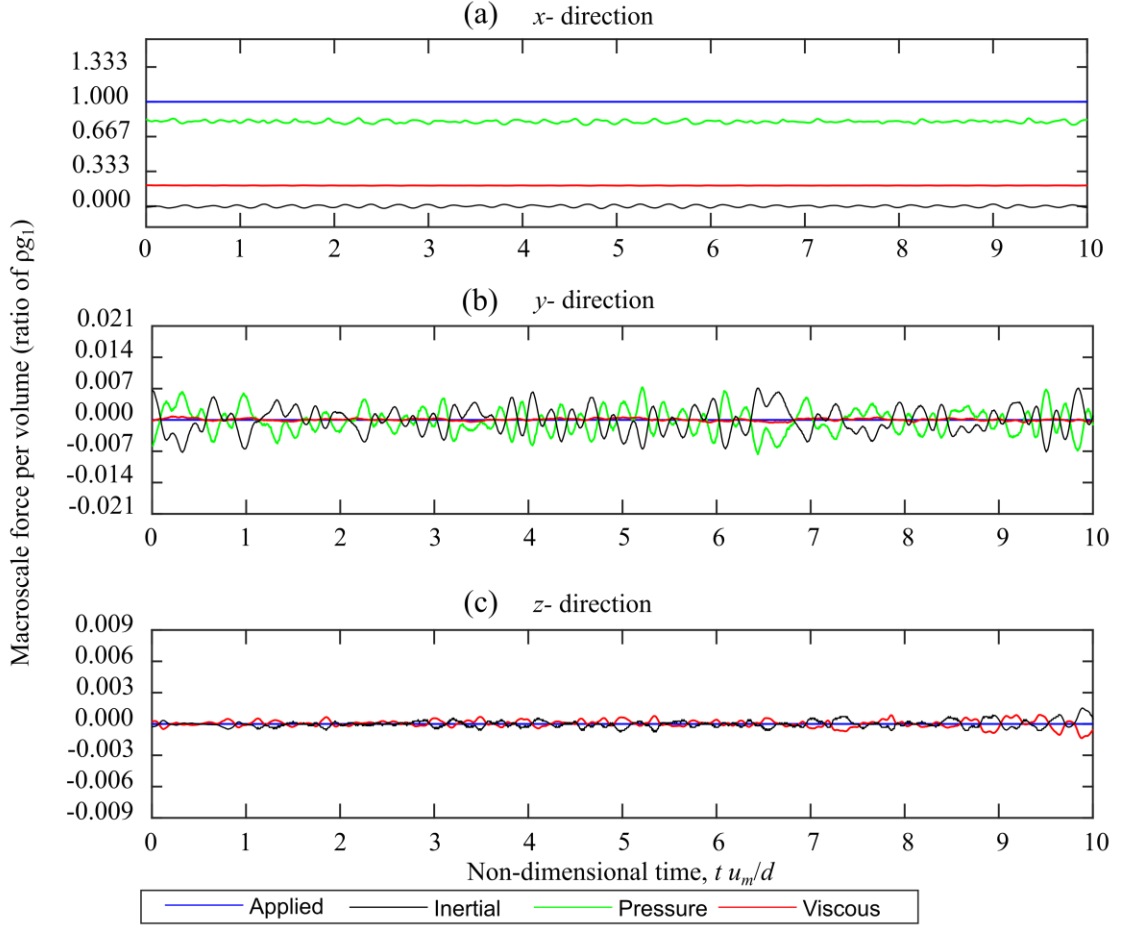 (a) x- direction
1.333
1.000
0.667
0.333
0.000
0 1 2 3 4 5 6 7 8 9 10
(b) y- direction
0.021
0.014
0.007
0.000
-0.007
-0.014
-0.021
0 1 2 3 4 5 6 7 8 9 10
(c) z- direction
0.009
0.006
0.003
0.000
-0.003
-0.006
-0.009
0 1 2 3 4 5 6 7 8 9 10
Macroscale force per volume (ratio of ρg₁)
Non-dimensional time, t uₘ/d
Applied Inertial Pressure Viscous